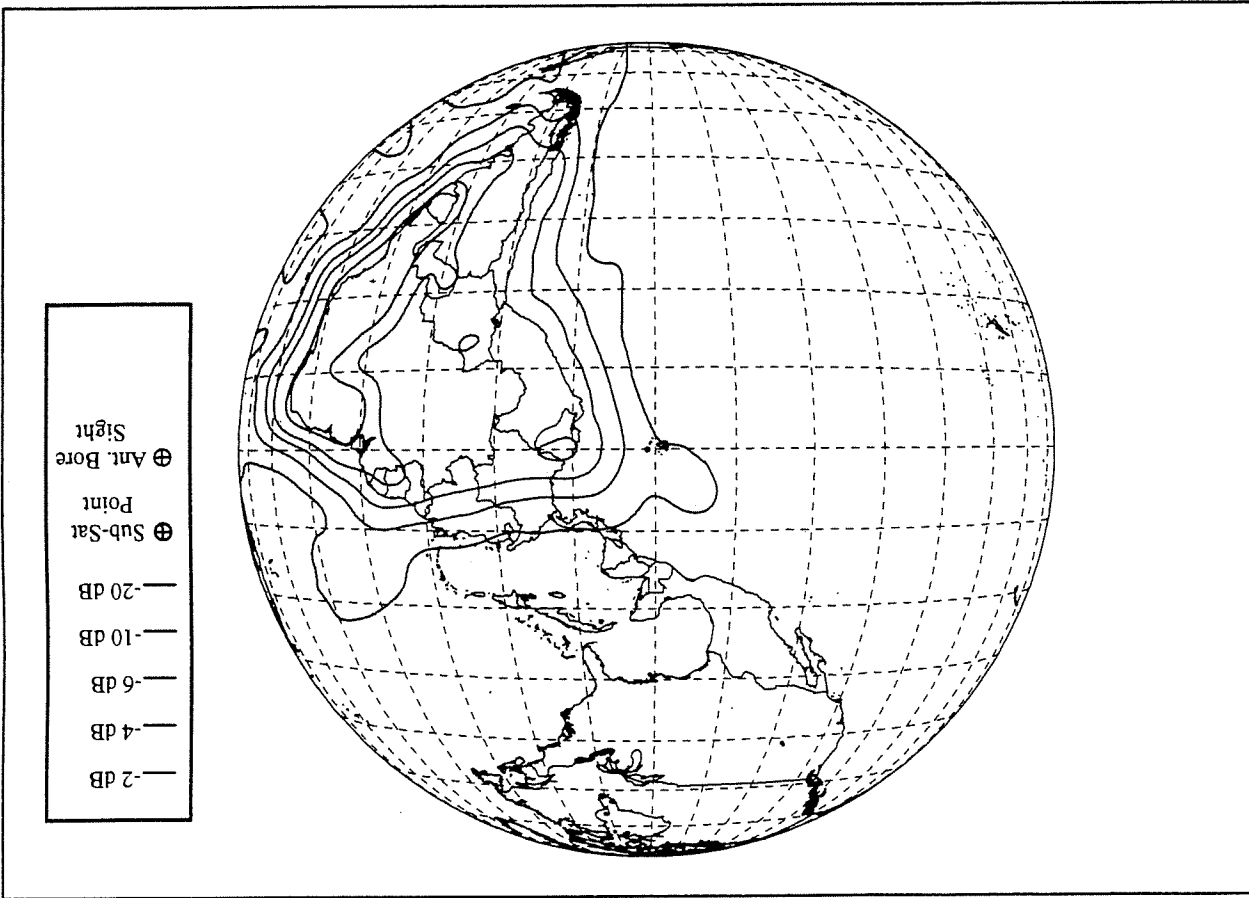 -2 dB
-4 dB
-6 dB
-10 dB
-20 dB
⊕ Sub-Sat
Point
⊕ Ant. Bore
Sight